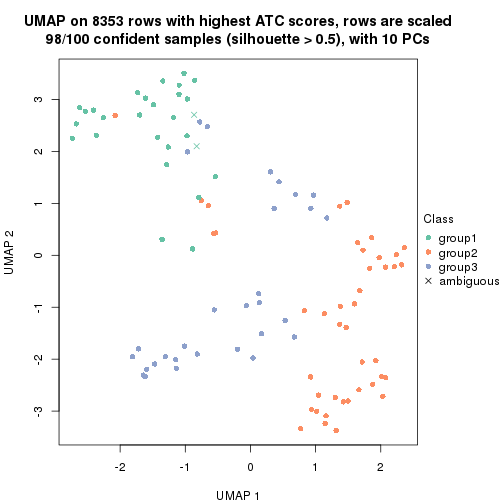 UMAP on 8353 rows with highest ATC scores, rows are scaled
98/100 confident samples (silhouette > 0.5), with 10 PCs
3
2
1
0
-1
-2
-3
UMAP 2
-2
-1
0
1
2
UMAP 1
Class
group1
group2
group3
ambiguous